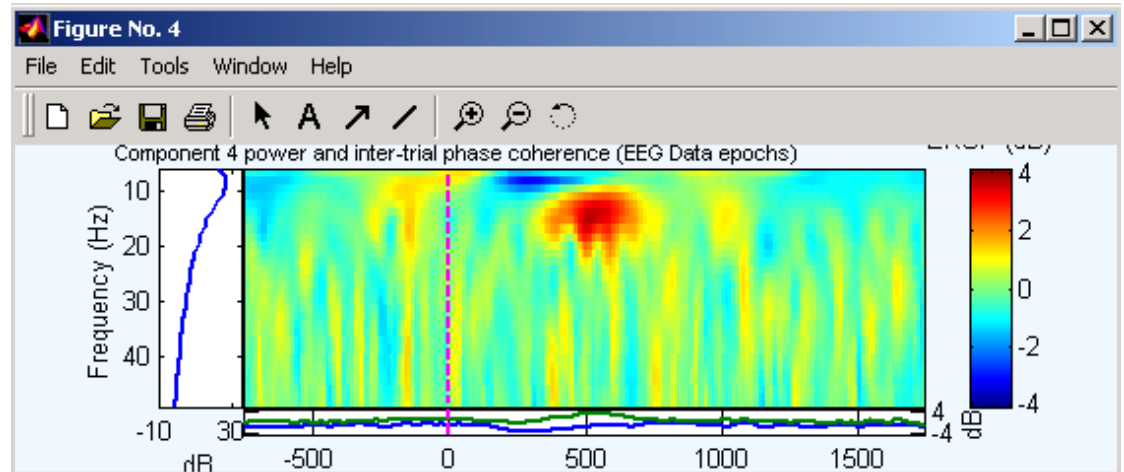 Figure No. 4
File Edit Tools Window Help
A
Component 4 power and inter-trial phase coherence (EEG Data epochs)
(dB)
10
20
30
40
Frequency (Hz)
4
2
0
-2
-4
4
-4
dB
-10 30
dB
-500 0 500 1000 1500